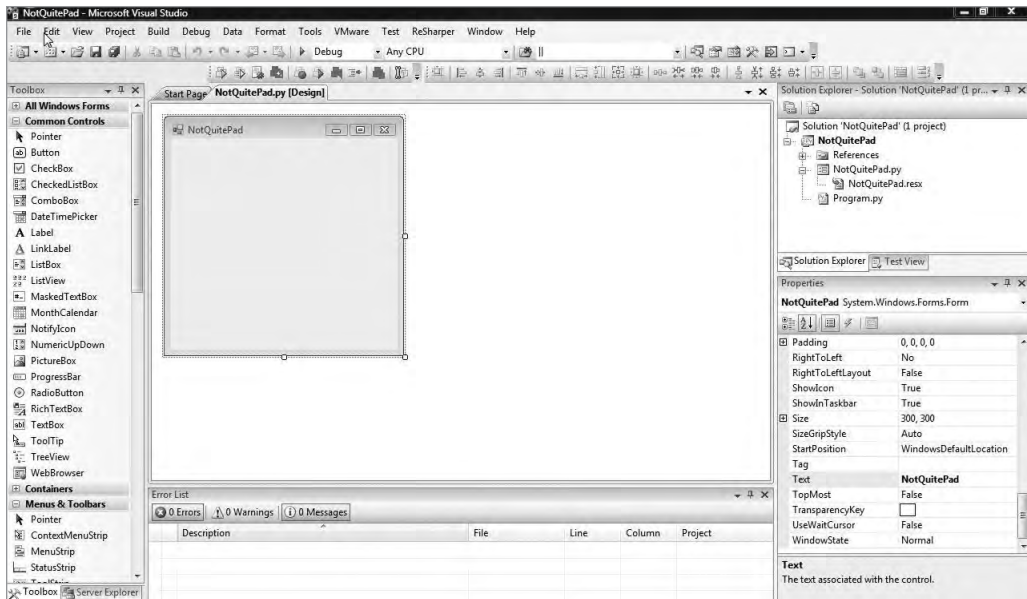 NotQuitePad - Microsoft Visual Studio
File Edit View Project Build Debug Data Format Tools VMware Test ReSharper Window Help
Debug Any CPU
Toolbox
All Windows Forms
Common Controls
Pointer
Button
CheckBox
CheckedListBox
ComboBox
DateTimePicker
Label
LinkLabel
ListBox
ListView
MaskedTextBox
MonthCalendar
NotifyIcon
NumericUpDown
PictureBox
ProgressBar
RadioButton
RichTextBox
TextBox
ToolTip
TreeView
WebBrowser
Containers
Menus & Toolbars
Pointer
ContextMenuStrip
MenuStrip
StatusStrip
Toolbox Server Explorer
Start Page NotQuitePad.py [Design]
NotQuitePad
Error List
0 Errors 0 Warnings 0 Messages
Description File Line Column Project
Solution Explorer - Solution 'NotQuitePad' (1 pr...
Solution 'NotQuitePad' (1 project)
NotQuitePad
References
NotQuitePad.py
NotQuitePad.resx
Program.py
Solution Explorer Test View
Properties
NotQuitePad System.Windows.Forms.Form
Padding 0, 0, 0, 0
RightToLeft No
RightToLeftLayout False
ShowIcon True
ShowInTaskbar True
Size 300, 300
SizeGripStyle Auto
StartPosition WindowsDefaultLocation
Tag
Text NotQuitePad
TopMost False
TransparencyKey
UseWaitCursor False
WindowState Normal
Text
The text associated with the control.